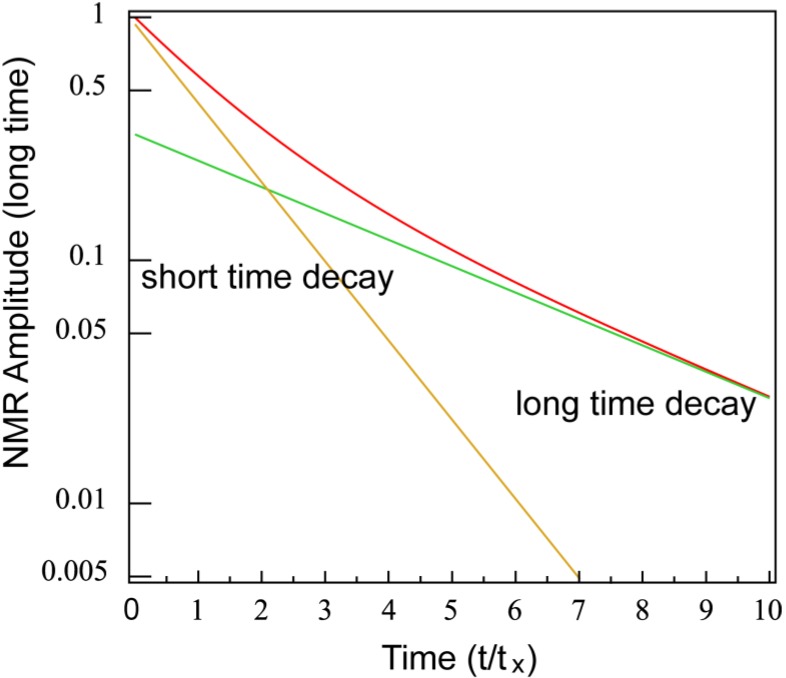 NMR Amplitude (long time)
1
0.5
0.1
0.05
0.01
0.005
short time decay
long time decay
0 1 2 3 4 5 6 7 8 9 10
Time (t/tx)